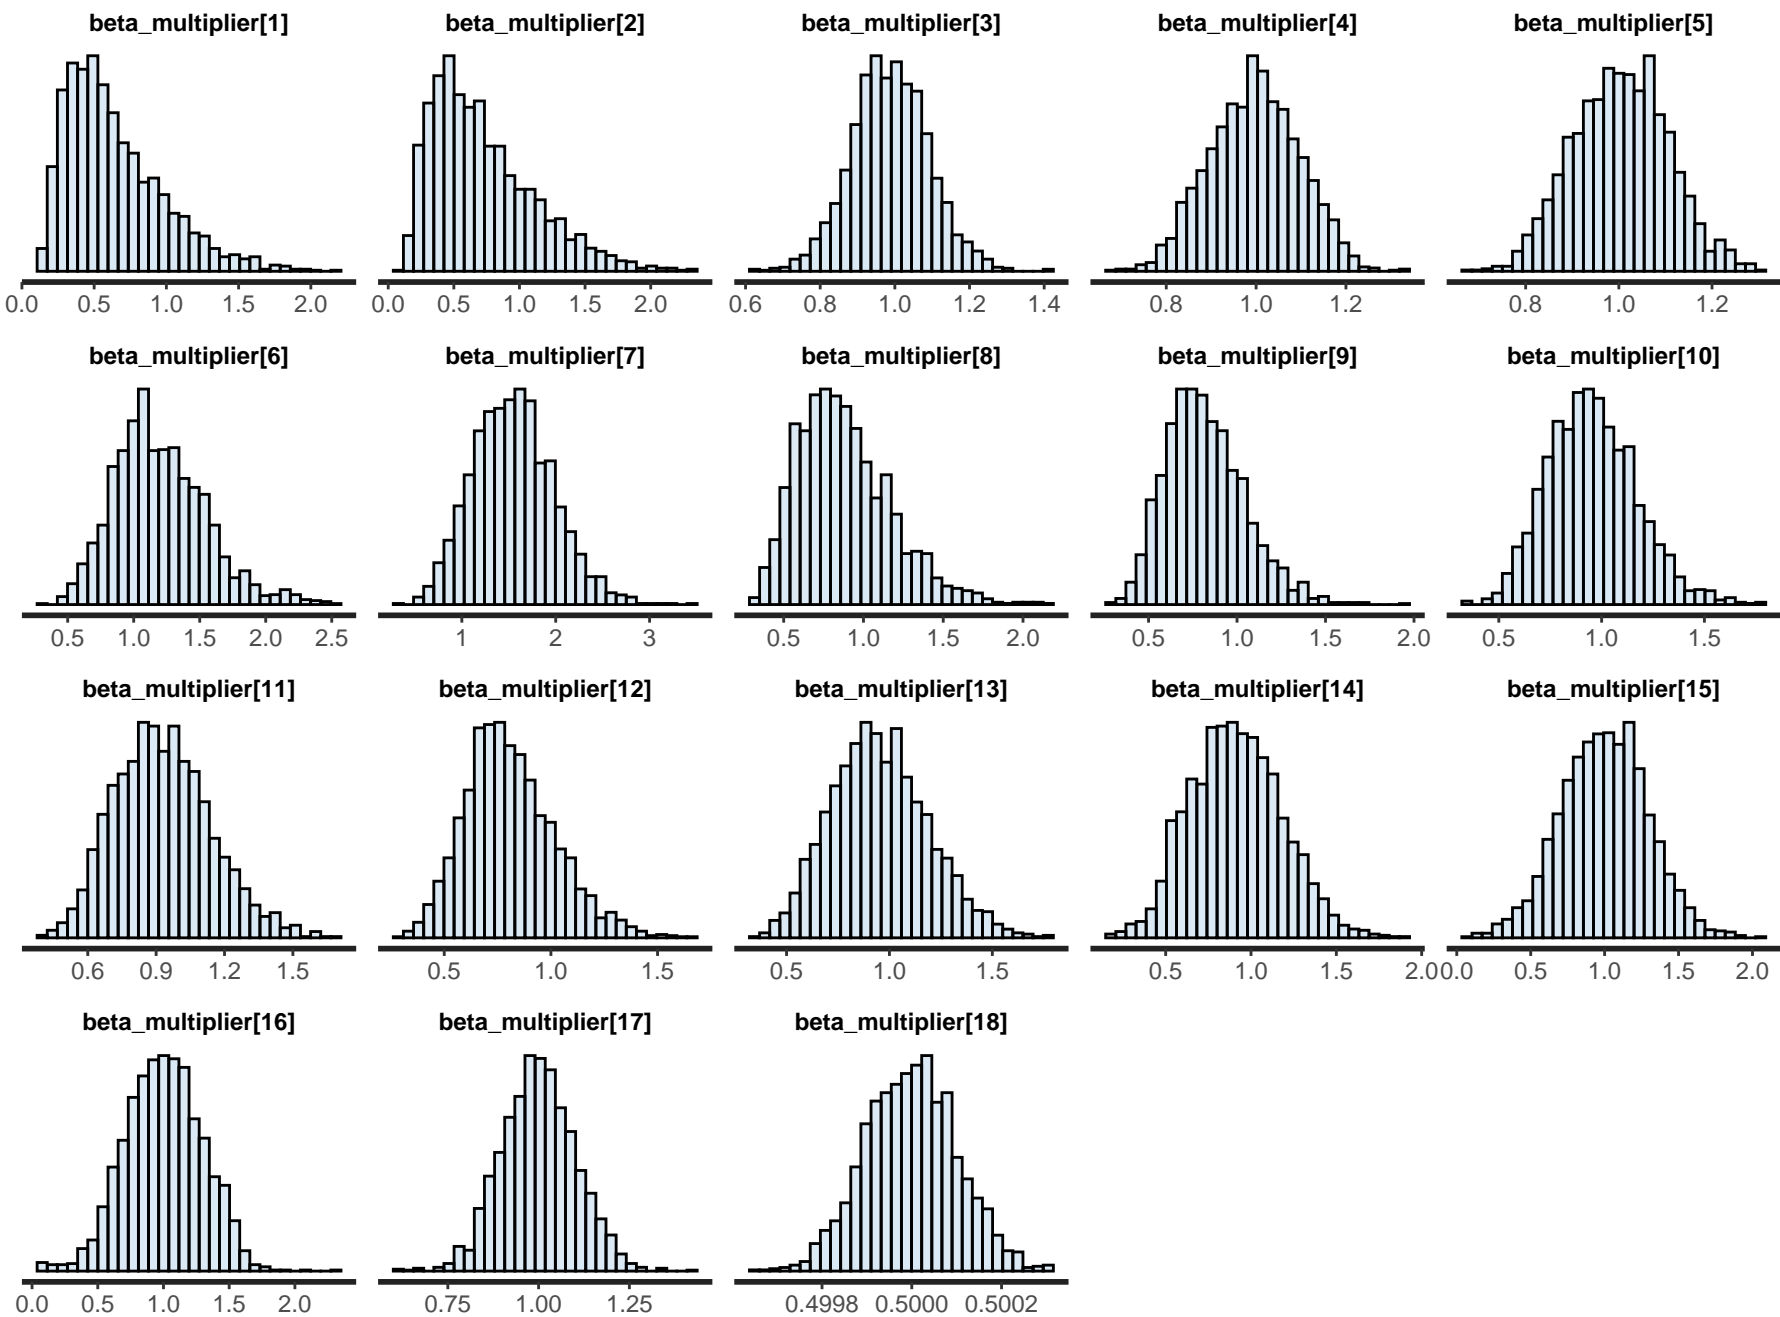 beta_multiplier[1] beta_multiplier[2] beta_multiplier[3] beta_multiplier[4] beta_multiplier[5]
0.0 0.5 1.0 1.5 2.0 0.0 0.5 1.0 1.5 2.0 0.6 0.8 1.0 1.2 1.4 0.8 1.0 1.2 0.8 1.0 1.2
beta_multiplier[6] beta_multiplier[7] beta_multiplier[8] beta_multiplier[9] beta_multiplier[10]
0.5 1.0 1.5 2.0 2.5 1 2 3 0.5 1.0 1.5 2.0 0.5 1.0 1.5 2.0 0.5 1.0 1.5
beta_multiplier[11] beta_multiplier[12] beta_multiplier[13] beta_multiplier[14] beta_multiplier[15]
0.6 0.9 1.2 1.5 0.5 1.0 1.5 0.5 1.0 1.5 0.5 1.0 1.5 2.0 0.0 0.5 1.0 1.5 2.0
beta_multiplier[16] beta_multiplier[17] beta_multiplier[18]
0.0 0.5 1.0 1.5 2.0 0.75 1.00 1.25 0.4998 0.5000 0.5002